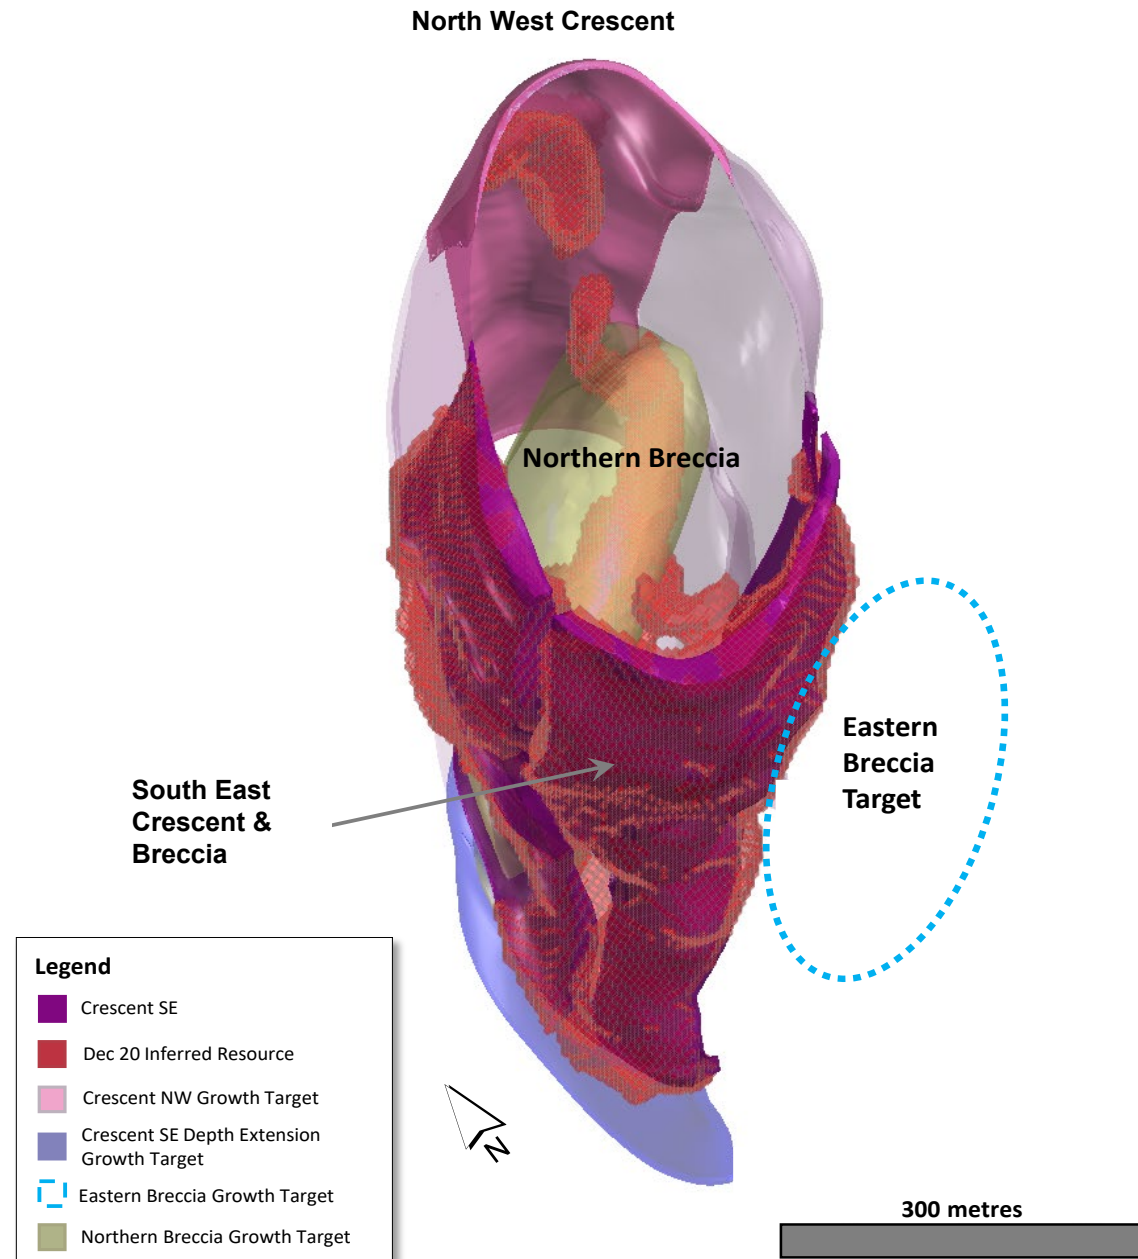 North West Crescent
Northern Breccia
Eastern
Breccia
Target
South East
Crescent &
Breccia
Legend
Crescent SE
Dec 20 Inferred Resource
Crescent NW Growth Target
Crescent SE Depth Extension
Growth Target
Eastern Breccia Growth Target
Northern Breccia Growth Target
N
300 metres